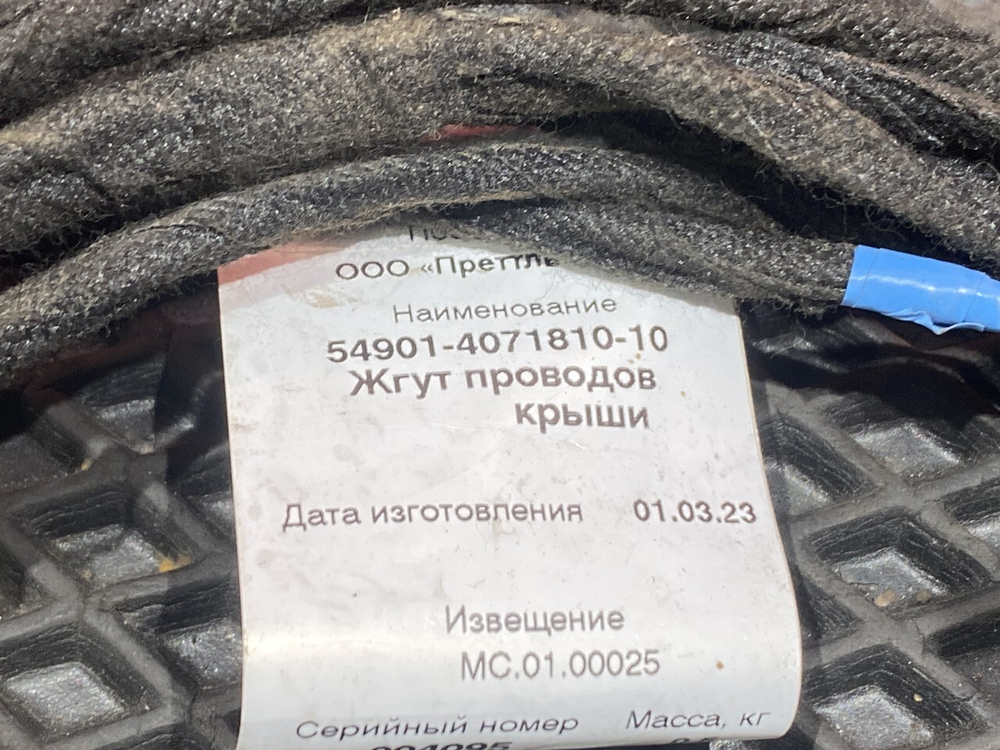 ООО «Преттль
Наименование
54901-4071810-10
Жгут проводов
крыши
Дата изготовления 01.03.23
Извещение
МС.01.00025
Серийный номер Масса, кг